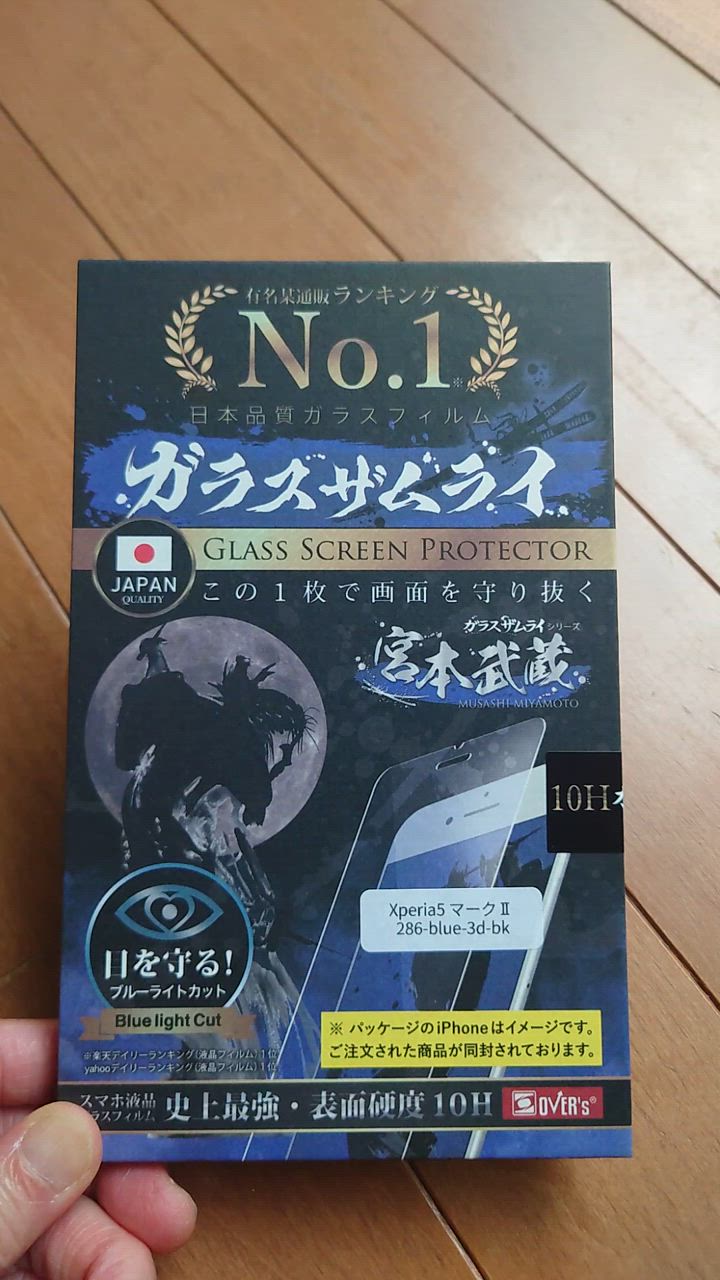 有名某通販ランキング
No.1※
日本品質ガラスフィルム
ガラスザムライ
JAPAN
QUALITY
GLASS SCREEN PROTECTOR
この1枚で画面を守り抜く
ガラスザムライシリーズ
宮本武蔵
MUSASHI MIYAMOTO
10H
Xperia5 マークⅡ
286-blue-3d-bk
目を守る!
ブルーライトカット
Blue light Cut
※ パッケージのiPhoneはイメージです。
ご注文された商品が同封されております。
※楽天デイリーランキング(液晶フィルム)1位
yahooデイリーランキング(液晶フィルム)1位
スマホ液晶
ラスフィルム
史上最強・表面硬度10H
OVER's®